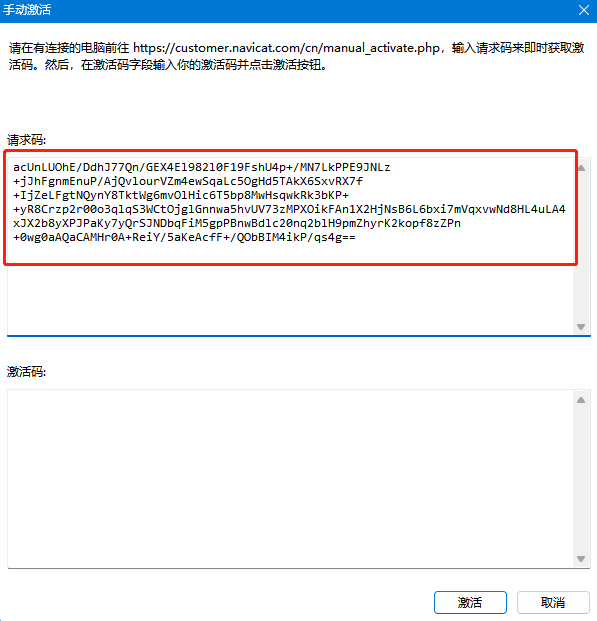 手动激活
请在有连接的电脑前往 https://customer.navicat.com/cn/manual_activate.php，输入请求码来即时获取激
活码。然后，在激活码字段输入你的激活码并点击激活按钮。
请求码:
acUnLUOhE/DdhJ77Qn/GEX4El982l0F19FshU4p+/MN7LkPPE9JNLz
+jJhFgnmEnuP/AjQvlourVZm4ewSqaLc5OgHd5TAkX6SxvRX7f
+IjZeLFgtNQynY8TktWg6mvOlHic6T5bp8MwHsqwkRk3bKP+
+yR8Crzp2r00o3qlqS3WCtOjglGnnwa5hvUV73zMPXOikFAn1X2HjNsB6L6bxi7mVqxvwNd8HL4uLA4
xJX2b8yXPJPaKy7yQrSJNDbqFiM5gpPBnwBdlc20nq2blH9pmZhyrK2kopf8zZPn
+0wg0aAQaCAMHr0A+ReiY/5aKeAcfF+/QObBIM4ikP/qs4g==
激活码:
激活
取消